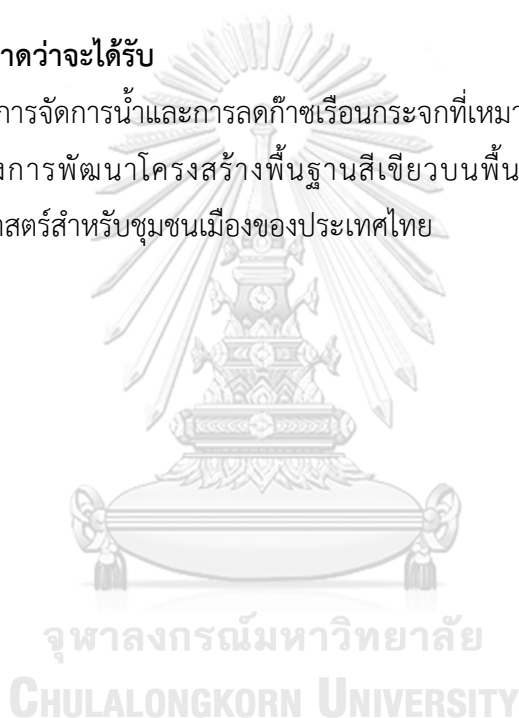 าดว่าจะได้รับ
การจัดการน้ำและการลดก๊าซเรือนกระจกที่เหมา
งการพัฒนาโครงสร้างพื้นฐานสีเขียวบนพื้น
าสตร์สำหรับชุมชนเมืองของประเทศไทย
จุฬาลงกรณ์มหาวิทยาลัย
CHULALONGKORN UNIVERSITY